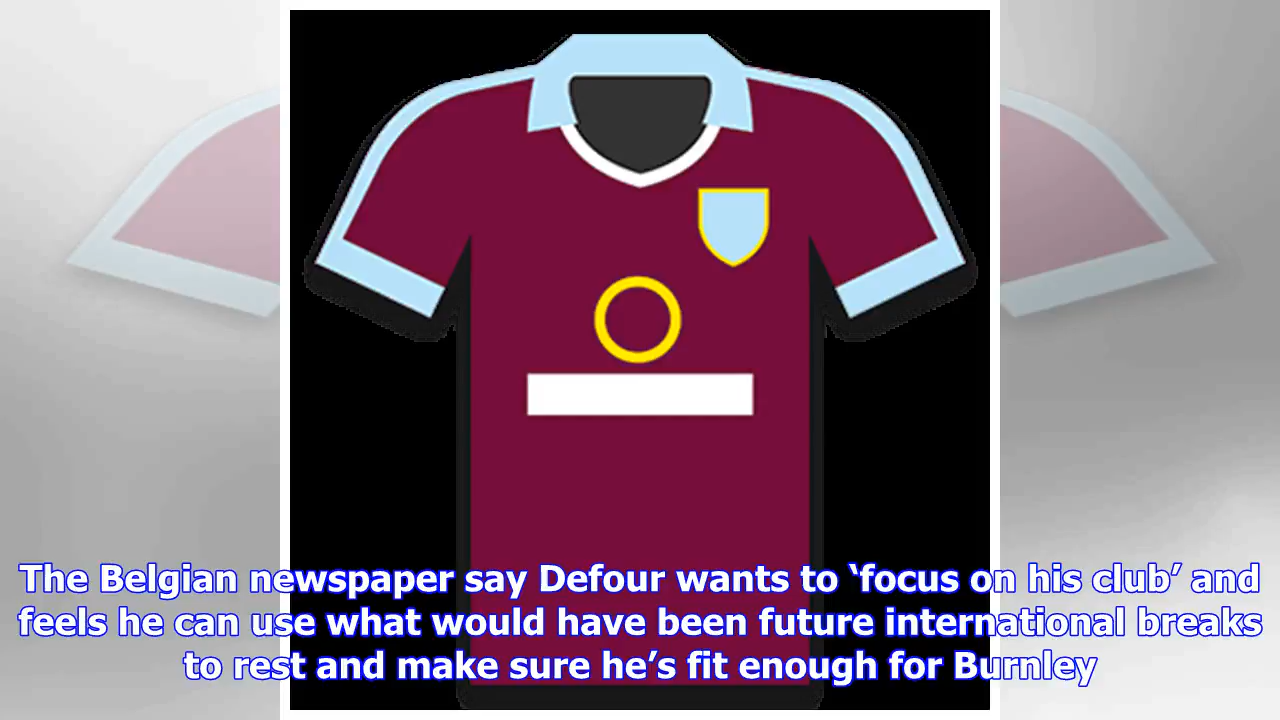 The Belgian newspaper say Defour wants to ‘focus on his club’ and
feels he can use what would have been future international breaks
to rest and make sure he’s fit enough for Burnley